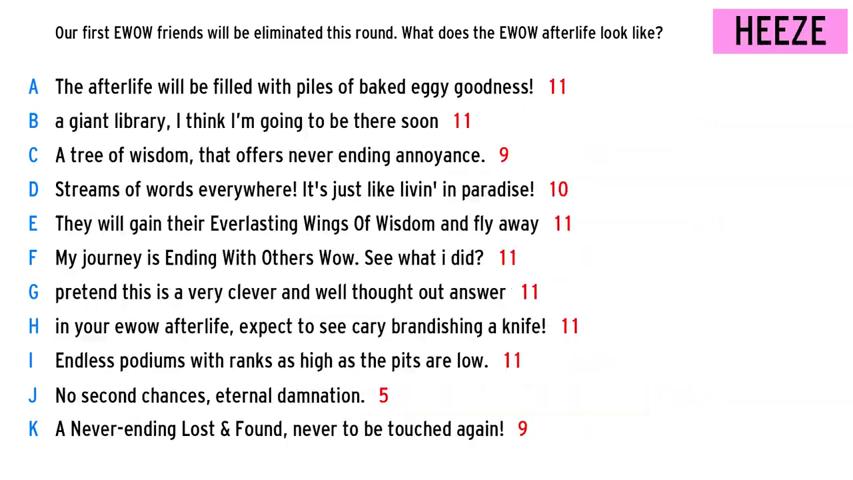 Our first EWOW friends will be eliminated this round. What does the EWOW afterlife look like?
HEEZE
A The afterlife will be filled with piles of baked eggy goodness! 11
B a giant library, I think I'm going to be there soon 11
C A tree of wisdom, that offers never ending annoyance. 9
D Streams of words everywhere! It's just like livin' in paradise! 10
E They will gain their Everlasting Wings Of Wisdom and fly away 11
F My journey is Ending With Others Wow. See what i did? 11
G pretend this is a very clever and well thought out answer 11
H in your ewow afterlife, expect to see cary brandishing a knife! 11
I Endless podiums with ranks as high as the pits are low. 11
J No second chances, eternal damnation. 5
K A Never-ending Lost & Found, never to be touched again! 9